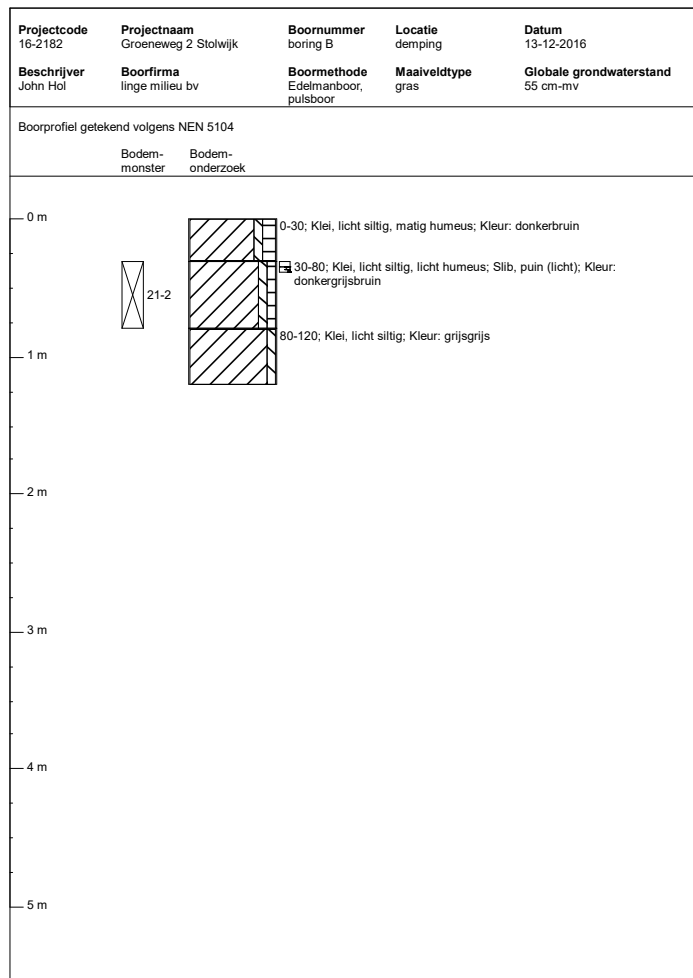 Projectcode Projectnaam Boornummer Locatie Datum
16-2182 Groeneweg 2 Stolwijk boring B demping 13-12-2016
Beschrijver Boorfirma Boormethode Maaiveldtype Globale grondwaterstand
John Hol linge milieu bv Edelmanboor, gras 55 cm-mv
pulsboor
Boorprofiel getekend volgens NEN 5104
Bodem- Bodem-
monster onderzoek
0 m
0-30; Klei, licht siltig, matig humeus; Kleur: donkerbruin
30-80; Klei, licht siltig, licht humeus; Slib, puin (licht); Kleur:
donkergrijsbruin
21-2
80-120; Klei, licht siltig; Kleur: grijsgrijs
1 m
2 m
3 m
4 m
5 m